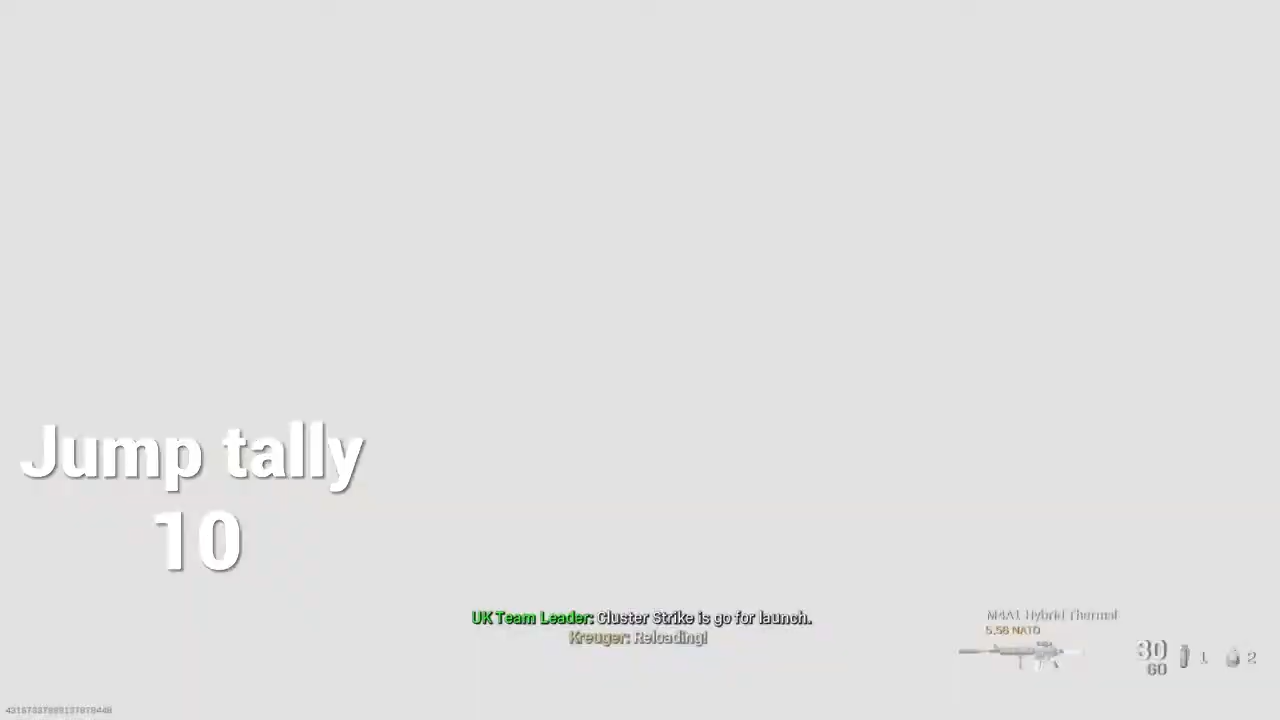 Jump tally
10
UK Team Leader: Cluster Strike is go for launch.
Kreuger: Reloading!
M4A1 Hybrid Thermal
5.56 NATO
30
60
1
2